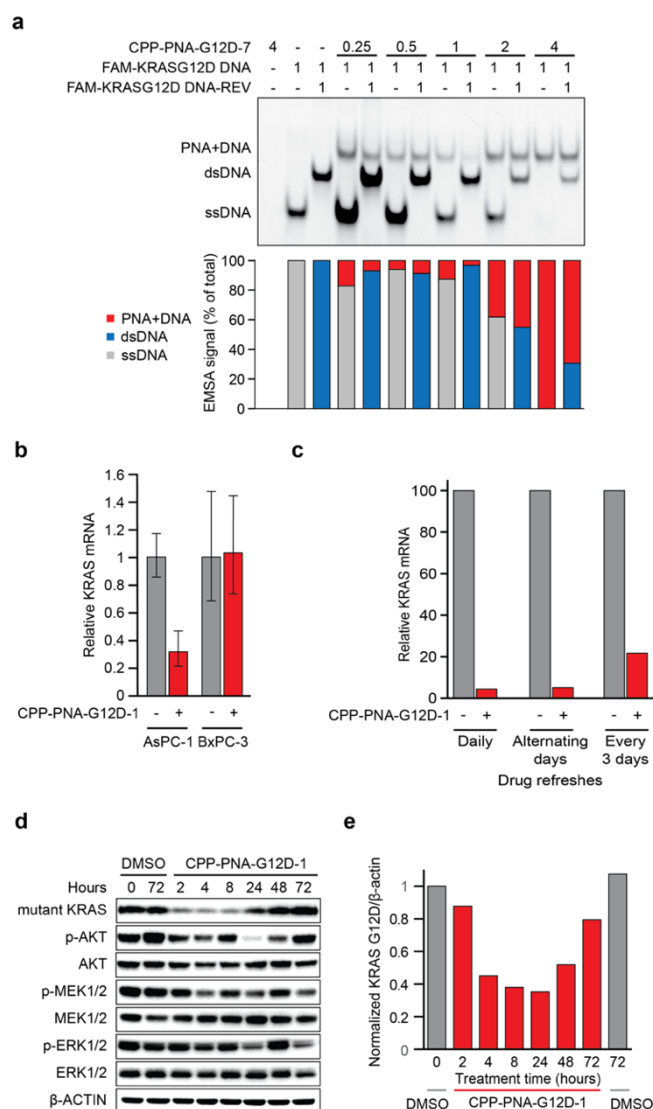 a
CPP-PNA-G12D-7 4 - - 0.25 0.5 1 2 4
FAM-KRASG12D DNA - 1 1 1 1 1 1 1 1 1 1 1 1
FAM-KRASG12D DNA-REV - - 1 - 1 - 1 - 1 - 1 - 1
PNA+DNA
dsDNA
ssDNA
EMSA signal (% of total)
100
80
60
40
20
0
PNA+DNA
dsDNA
ssDNA
b
Relative KRAS mRNA
1.6
1.4
1.2
1
0.8
0.6
0.4
0.2
0
CPP-PNA-G12D-1 - + - +
AsPC-1 BxPC-3
c
Relative KRAS mRNA
100
80
60
40
20
0
CPP-PNA-G12D-1 - + - + - +
Daily Alternating days Every 3 days
Drug refreshes
d
DMSO CPP-PNA-G12D-1
Hours 0 72 2 4 8 24 48 72
mutant KRAS
p-AKT
AKT
p-MEK1/2
MEK1/2
p-ERK1/2
ERK1/2
β-ACTIN
e
Normalized KRAS G12D/β-actin
1
0.8
0.6
0.4
0.2
0
0 2 4 8 24 48 72 72
Treatment time (hours)
DMSO CPP-PNA-G12D-1 DMSO